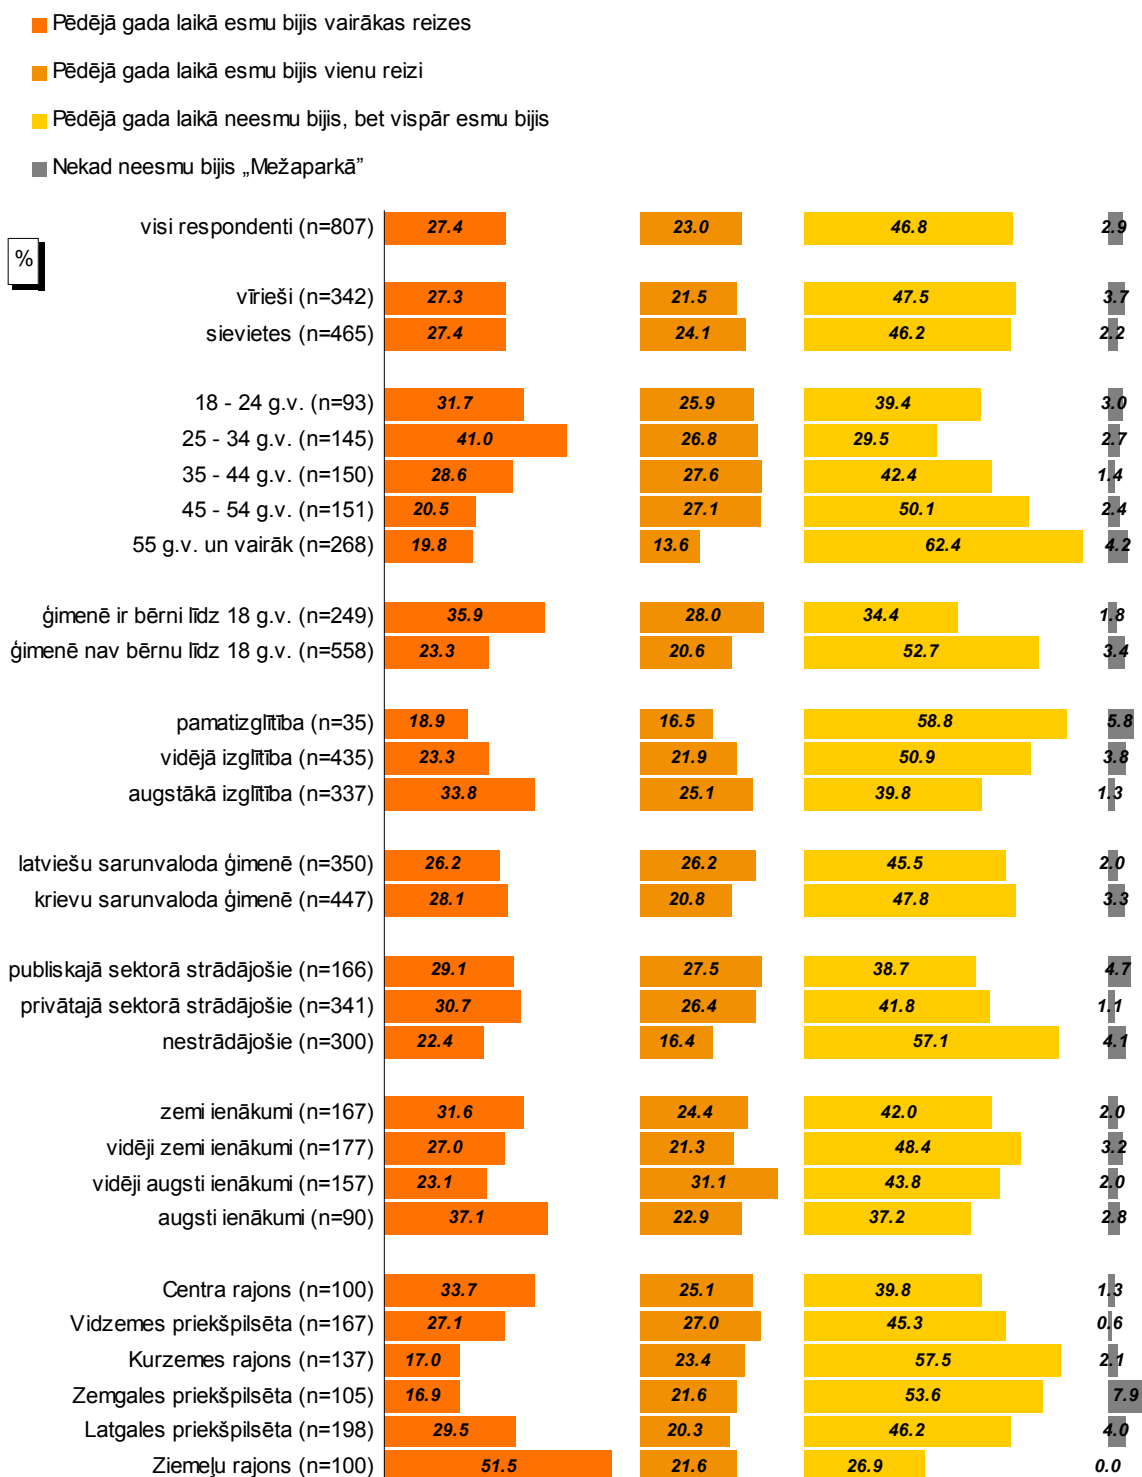 Pēdējā gada laikā esmu bijis vairākas reizes
Pēdējā gada laikā esmu bijis vienu reizi
Pēdējā gada laikā neesmu bijis, bet vispār esmu bijis
Nekad neesmu bijis „Mežaparkā”
visi respondenti (n=807) 27.4 23.0 46.8 2.9
%
vīrieši (n=342) 27.3 21.5 47.5 3.7
sievietes (n=465) 27.4 24.1 46.2 2.2
18 - 24 g.v. (n=93) 31.7 25.9 39.4 3.0
25 - 34 g.v. (n=145) 41.0 26.8 29.5 2.7
35 - 44 g.v. (n=150) 28.6 27.6 42.4 1.4
45 - 54 g.v. (n=151) 20.5 27.1 50.1 2.4
55 g.v. un vairāk (n=268) 19.8 13.6 62.4 4.2
ģimenē ir bērni līdz 18 g.v. (n=249) 35.9 28.0 34.4 1.8
ģimenē nav bērnu līdz 18 g.v. (n=558) 23.3 20.6 52.7 3.4
pamatizglītība (n=35) 18.9 16.5 58.8 5.8
vidējā izglītība (n=435) 23.3 21.9 50.9 3.8
augstākā izglītība (n=337) 33.8 25.1 39.8 1.3
latviešu sarunvaloda ģimenē (n=350) 26.2 26.2 45.5 2.0
krievu sarunvaloda ģimenē (n=447) 28.1 20.8 47.8 3.3
publiskajā sektorā strādājošie (n=166) 29.1 27.5 38.7 4.7
privātajā sektorā strādājošie (n=341) 30.7 26.4 41.8 1.1
nestrādājošie (n=300) 22.4 16.4 57.1 4.1
zemi ienākumi (n=167) 31.6 24.4 42.0 2.0
vidēji zemi ienākumi (n=177) 27.0 21.3 48.4 3.2
vidēji augsti ienākumi (n=157) 23.1 31.1 43.8 2.0
augsti ienākumi (n=90) 37.1 22.9 37.2 2.8
Centra rajons (n=100) 33.7 25.1 39.8 1.3
Vidzemes priekšpilsēta (n=167) 27.1 27.0 45.3 0.6
Kurzemes rajons (n=137) 17.0 23.4 57.5 2.1
Zemgales priekšpilsēta (n=105) 16.9 21.6 53.6 7.9
Latgales priekšpilsēta (n=198) 29.5 20.3 46.2 4.0
Ziemeļu rajons (n=100) 51.5 21.6 26.9 0.0